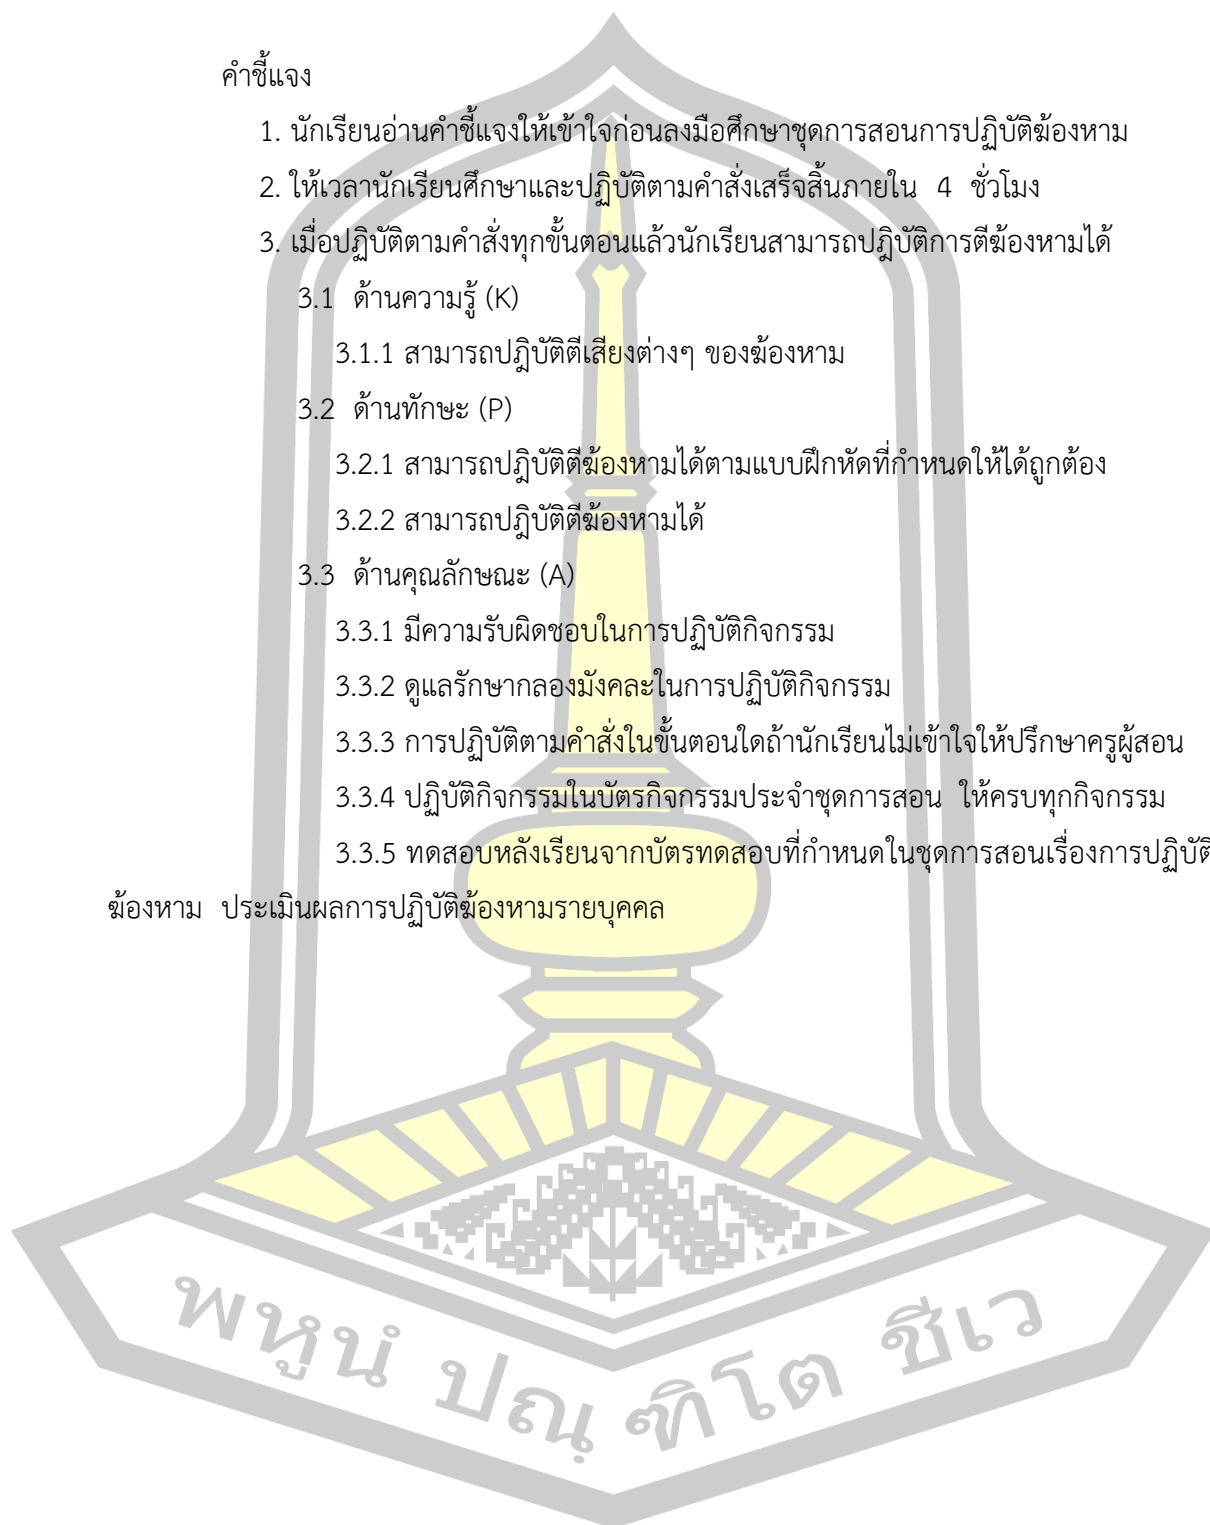 คำชี้แจง
1. นักเรียนอ่านคำชี้แจงให้เข้าใจก่อนลงมือศึกษาชุดการสอนการปฏิบัติฆ้องหาม
2. ให้เวลานักเรียนศึกษาและปฏิบัติตามคำสั่งเสร็จสิ้นภายใน 4 ชั่วโมง
3. เมื่อปฏิบัติตามคำสั่งทุกขั้นตอนแล้วนักเรียนสามารถปฏิบัติการตีฆ้องหามได้
3.1 ด้านความรู้ (K)
3.1.1 สามารถปฏิบัติตีเสียงต่างๆ ของฆ้องหาม
3.2 ด้านทักษะ (P)
3.2.1 สามารถปฏิบัติตีฆ้องหามได้ตามแบบฝึกหัดที่กำหนดให้ได้ถูกต้อง
3.2.2 สามารถปฏิบัติตีฆ้องหามได้
3.3 ด้านคุณลักษณะ (A)
3.3.1 มีความรับผิดชอบในการปฏิบัติกิจกรรม
3.3.2 ดูแลรักษากลองมังคละในการปฏิบัติกิจกรรม
3.3.3 การปฏิบัติตามคำสั่งในขั้นตอนใดถ้านักเรียนไม่เข้าใจให้ปรึกษาครูผู้สอน
3.3.4 ปฏิบัติกิจกรรมในบัตรกิจกรรมประจำชุดการสอน ให้ครบทุกกิจกรรม
3.3.5 ทดสอบหลังเรียนจากบัตรทดสอบที่กำหนดในชุดการสอนเรื่องการปฏิบัติ
ฆ้องหาม ประเมินผลการปฏิบัติฆ้องหามรายบุคคล
พหูนํ ปณฺฑิโต ชีเว